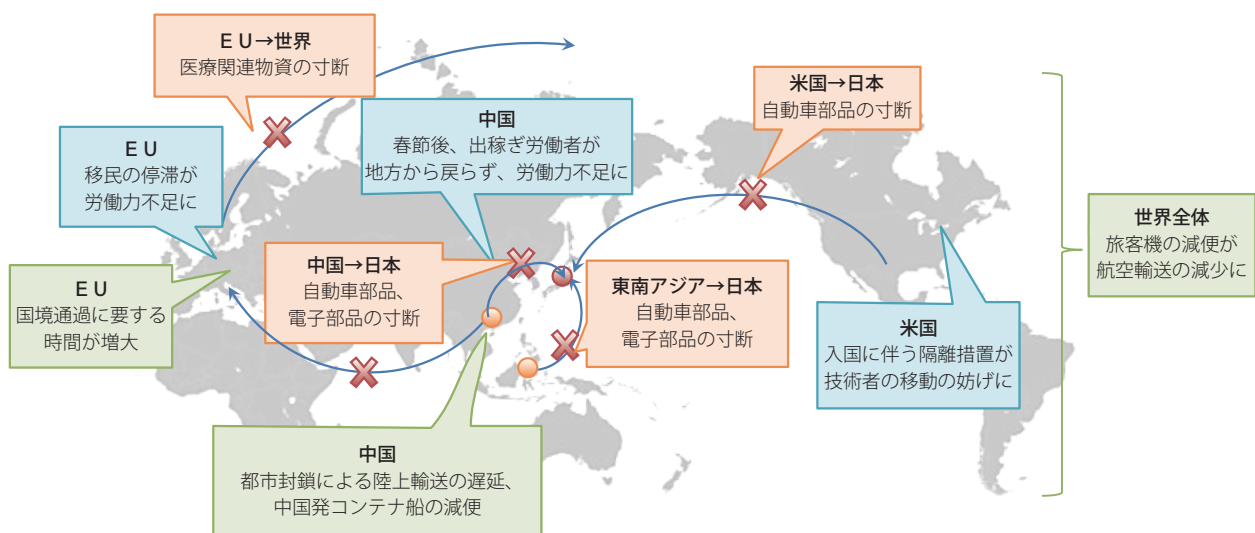 ＥＵ→世界
医療関連物資の寸断
中国
春節後、出稼ぎ労働者が
地方から戻らず、労働力不足に
米国→日本
自動車部品の寸断
ＥＵ
移民の停滞が
労働力不足に
世界全体
旅客機の減便が
航空輸送の減少に
中国→日本
自動車部品、
電子部品の寸断
東南アジア→日本
自動車部品、
電子部品の寸断
ＥＵ
国境通過に要する
時間が増大
米国
入国に伴う隔離措置が
技術者の移動の妨げに
中国
都市封鎖による陸上輸送の遅延、
中国発コンテナ船の減便